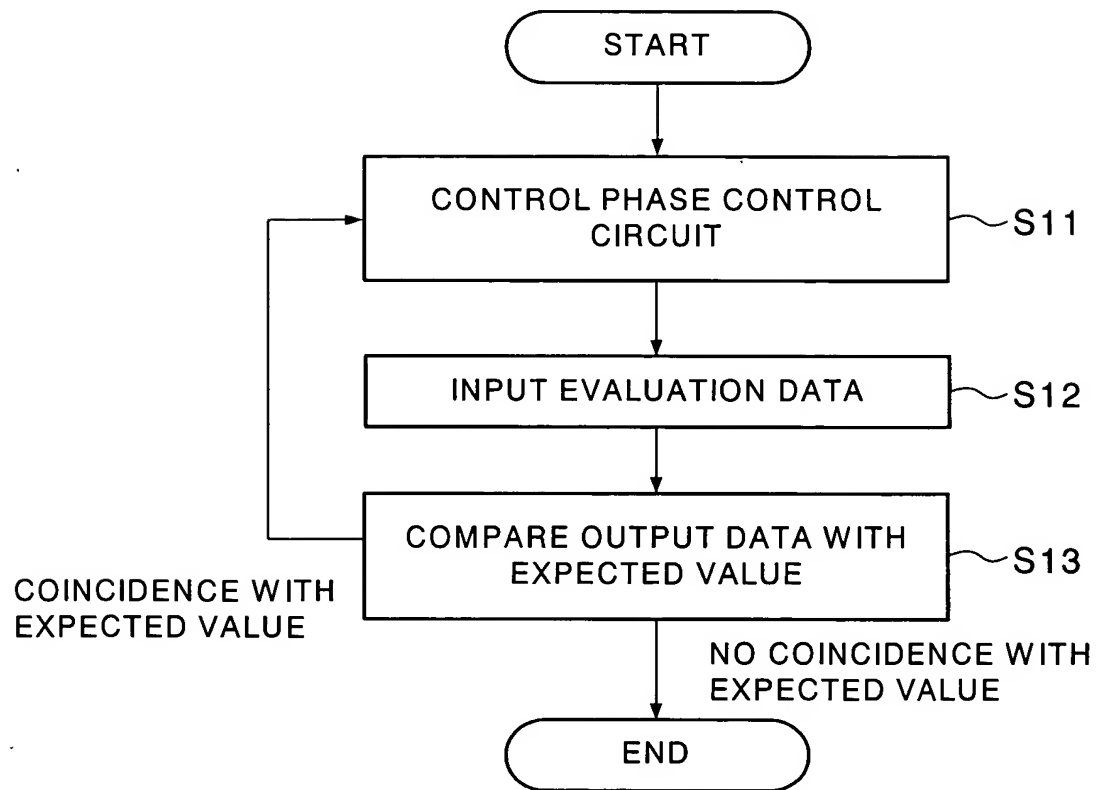 START
CONTROL PHASE CONTROL
CIRCUIT
S11
INPUT EVALUATION DATA
S12
COMPARE OUTPUT DATA WITH
EXPECTED VALUE
S13
COINCIDENCE WITH
EXPECTED VALUE
NO COINCIDENCE WITH
EXPECTED VALUE
END